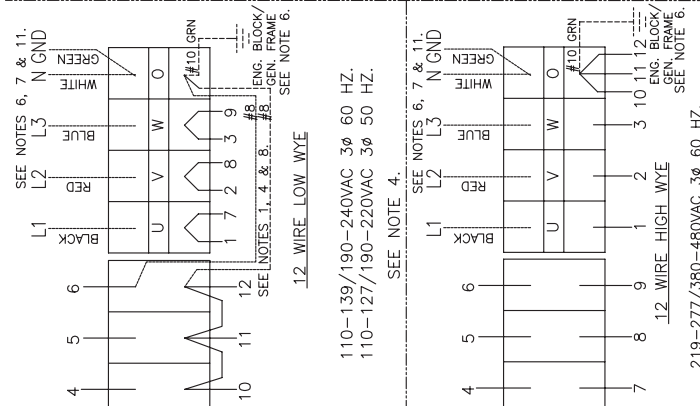 SEE NOTES 6, 7 & 11.
L1 L2 L3 N GND
BLACK RED BLUE WHITE GREEN
U V W O
#10 GRN
ENG. BLOCK/
GEN. FRAME
SEE NOTE 6.
1 7 2 8 3 9
#8
#8
4 5 6
10 11 12
SEE NOTES 1, 4 & 8.
12 WIRE LOW WYE
110-139/190-240VAC 3ø 60 HZ.
110-127/190-220VAC 3ø 50 HZ.
SEE NOTE 4.
SEE NOTES 6, 7 & 11.
L1 L2 L3 N GND
BLACK RED BLUE WHITE GREEN
U V W O
#10 GRN
ENG. BLOCK/
GEN. FRAME
SEE NOTE 6.
1 2 3 10 11 12
4 5 6
7 8 9
12 WIRE HIGH WYE
219-277/380-480VAC 3ø 60 HZ.